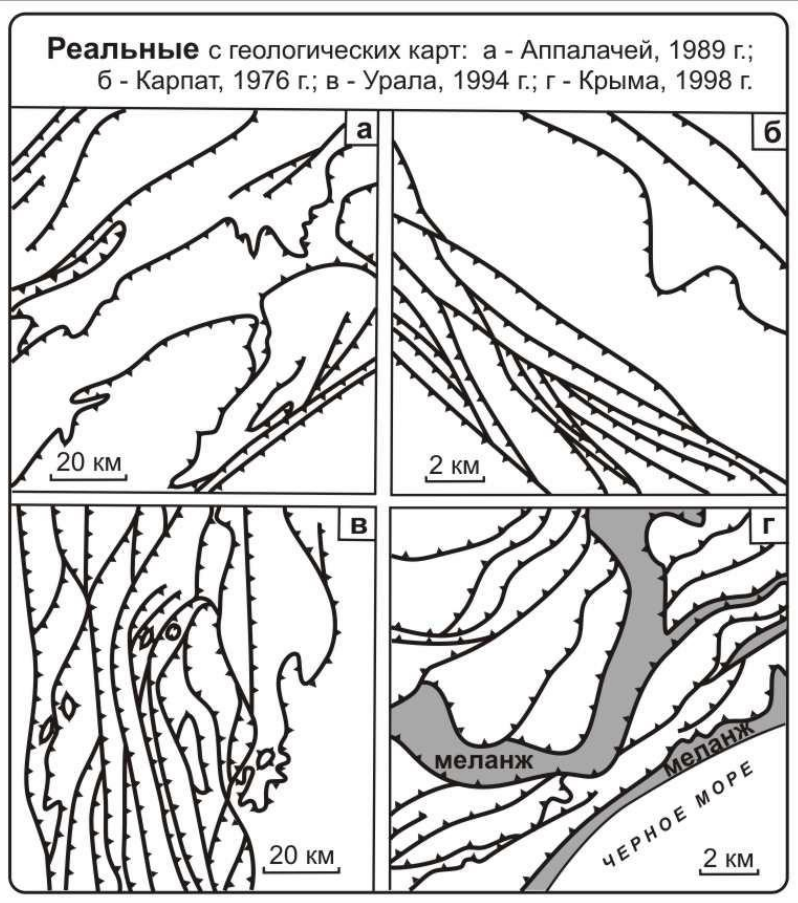 Реальные с геологических карт: а - Аппалачей, 1989 г.;
б - Карпат, 1976 г.; в - Урала, 1994 г.; г - Крыма, 1998 г.
а
б
20 км
2 км
в
г
меланж
меланж
ЧЕРНОЕ МОРЕ
20 км
2 км